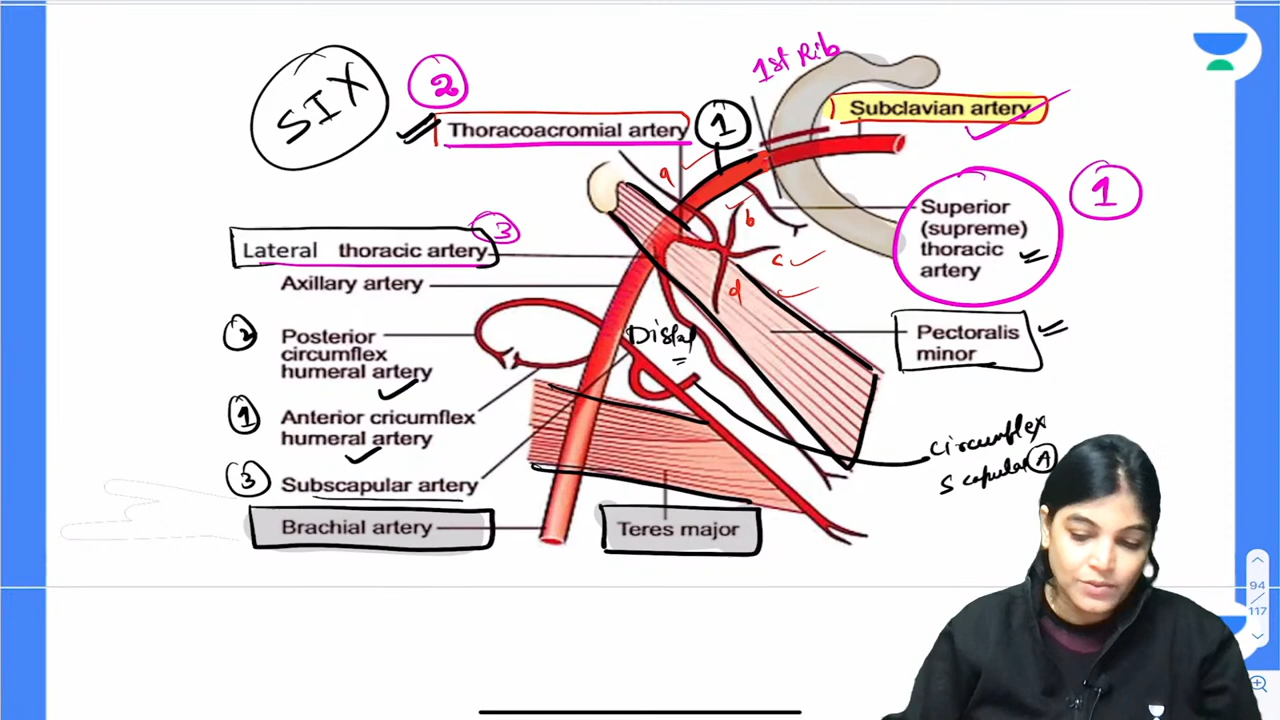 SIX
2
Thoracoacromial artery
1
1st Rib
Subclavian artery
a
b
c
d
Superior
(supreme)
thoracic
artery
1
Lateral thoracic artery
3
Axillary artery
2
Posterior
circumflex
humeral artery
Distal
Pectoralis
minor
1
Anterior cricumflex
humeral artery
3
Subscapular artery
Circumflex
Scapular A
Brachial artery
Teres major
94
/
117